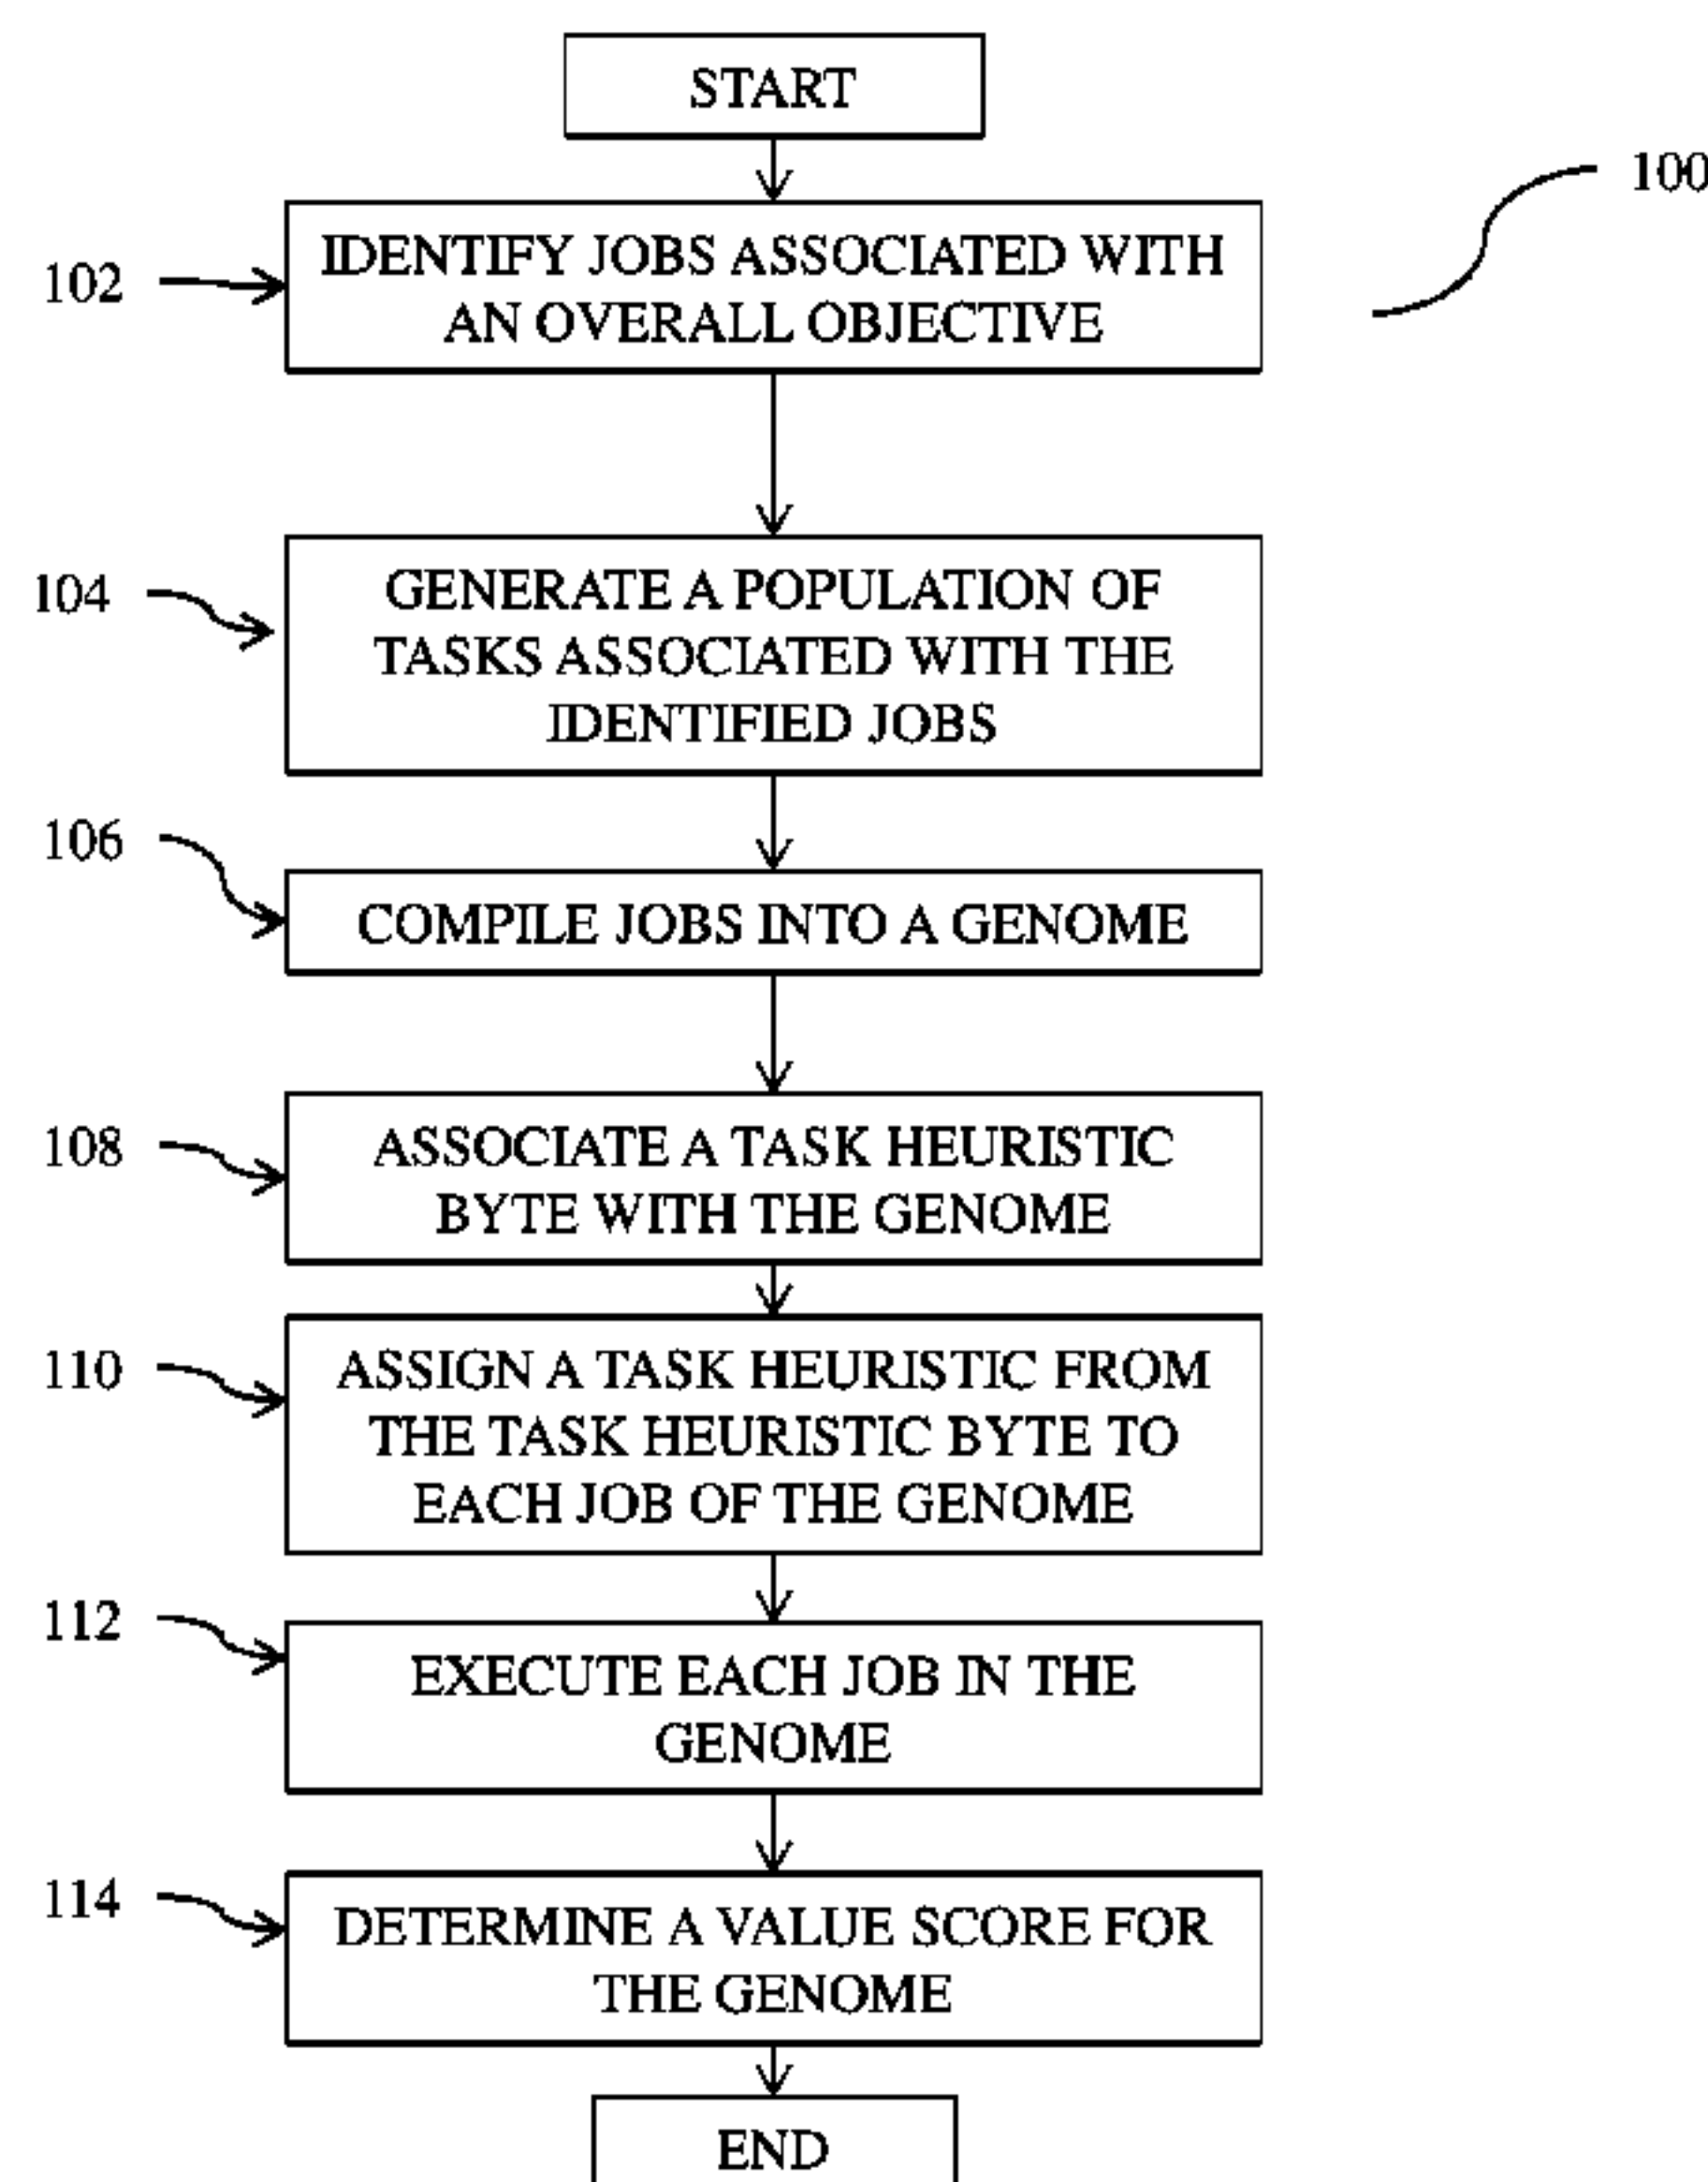 START
100
102
IDENTIFY JOBS ASSOCIATED WITH
AN OVERALL OBJECTIVE
104
GENERATE A POPULATION OF
TASKS ASSOCIATED WITH THE
IDENTIFIED JOBS
106
COMPILE JOBS INTO A GENOME
108
ASSOCIATE A TASK HEURISTIC
BYTE WITH THE GENOME
110
ASSIGN A TASK HEURISTIC FROM
THE TASK HEURISTIC BYTE TO
EACH JOB OF THE GENOME
112
EXECUTE EACH JOB IN THE
GENOME
114
DETERMINE A VALUE SCORE FOR
THE GENOME
END